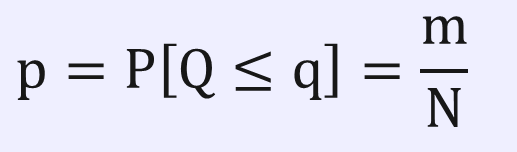 p = P[Q ≤ q] = m/N